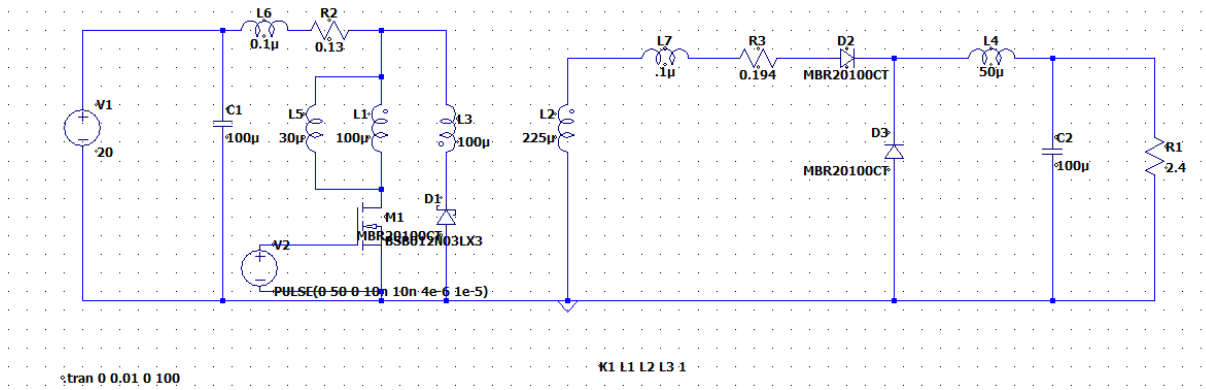 L6
0.1µ
R2
0.13
V1
20
C1
100µ
L5
30µ
L1
100µ
L3
100µ
D1
MBR20100CT
M1
BSB012N03LX3
V2
PULSE(0 50 0 10n 10n 4e-6 1e-5)
L2
225µ
L7
.1µ
R3
0.194
D2
MBR20100CT
L4
50µ
D3
MBR20100CT
C2
100µ
R1
2.4
.tran 0 0.01 0 100
K1 L1 L2 L3 1